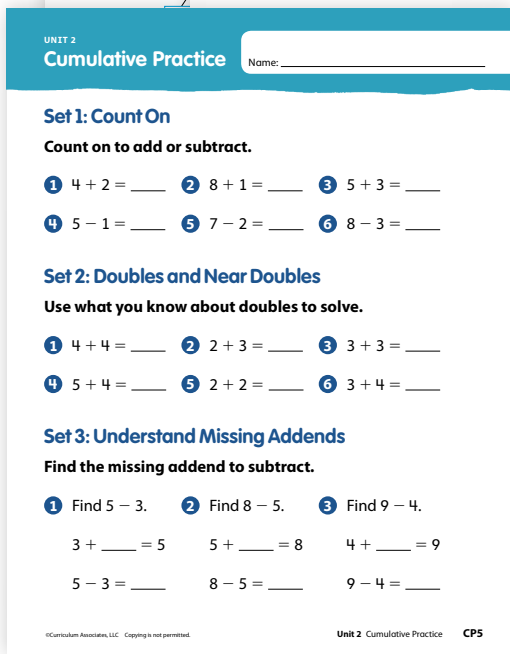 UNIT 2
Cumulative Practice
Name: ____
Set 1: Count On
Count on to add or subtract.
1 4 + 2 = ____ 2 8 + 1 = ____ 3 5 + 3 = ____
4 5 − 1 = ____ 5 7 − 2 = ____ 6 8 − 3 = ____
Set 2: Doubles and Near Doubles
Use what you know about doubles to solve.
1 4 + 4 = ____ 2 2 + 3 = ____ 3 3 + 3 = ____
4 5 + 4 = ____ 5 2 + 2 = ____ 6 3 + 4 = ____
Set 3: Understand Missing Addends
Find the missing addend to subtract.
1 Find 5 − 3. 2 Find 8 − 5. 3 Find 9 − 4.
3 + ____ = 5 5 + ____ = 8 4 + ____ = 9
5 − 3 = ____ 8 − 5 = ____ 9 − 4 = ____
©Curriculum Associates, LLC Copying is not permitted. Unit 2 Cumulative Practice CP5